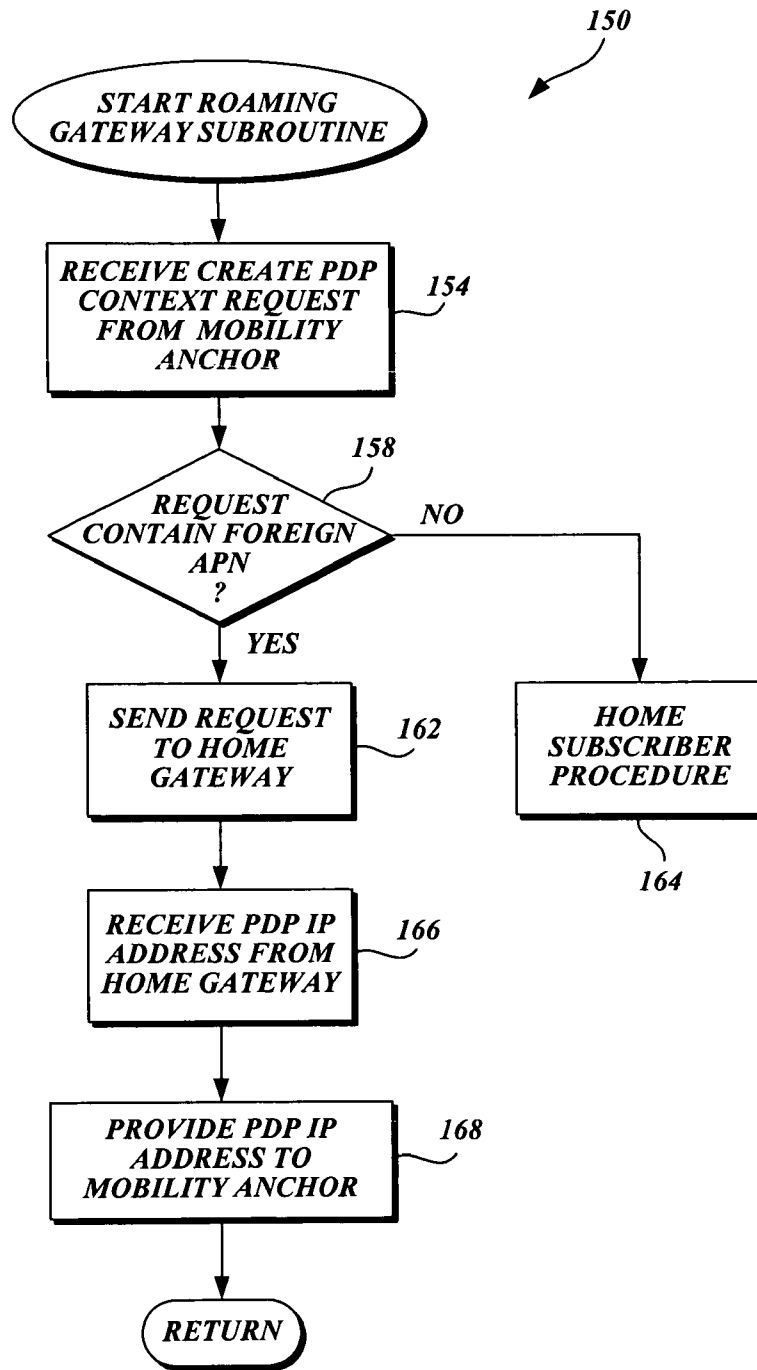 150
START ROAMING
GATEWAY SUBROUTINE
RECEIVE CREATE PDP
CONTEXT REQUEST
FROM MOBILITY
ANCHOR
154
158
REQUEST
CONTAIN FOREIGN
APN
?
NO
YES
SEND REQUEST
TO HOME
GATEWAY
162
HOME
SUBSCRIBER
PROCEDURE
164
RECEIVE PDP IP
ADDRESS FROM
HOME GATEWAY
166
PROVIDE PDP IP
ADDRESS TO
MOBILITY ANCHOR
168
RETURN